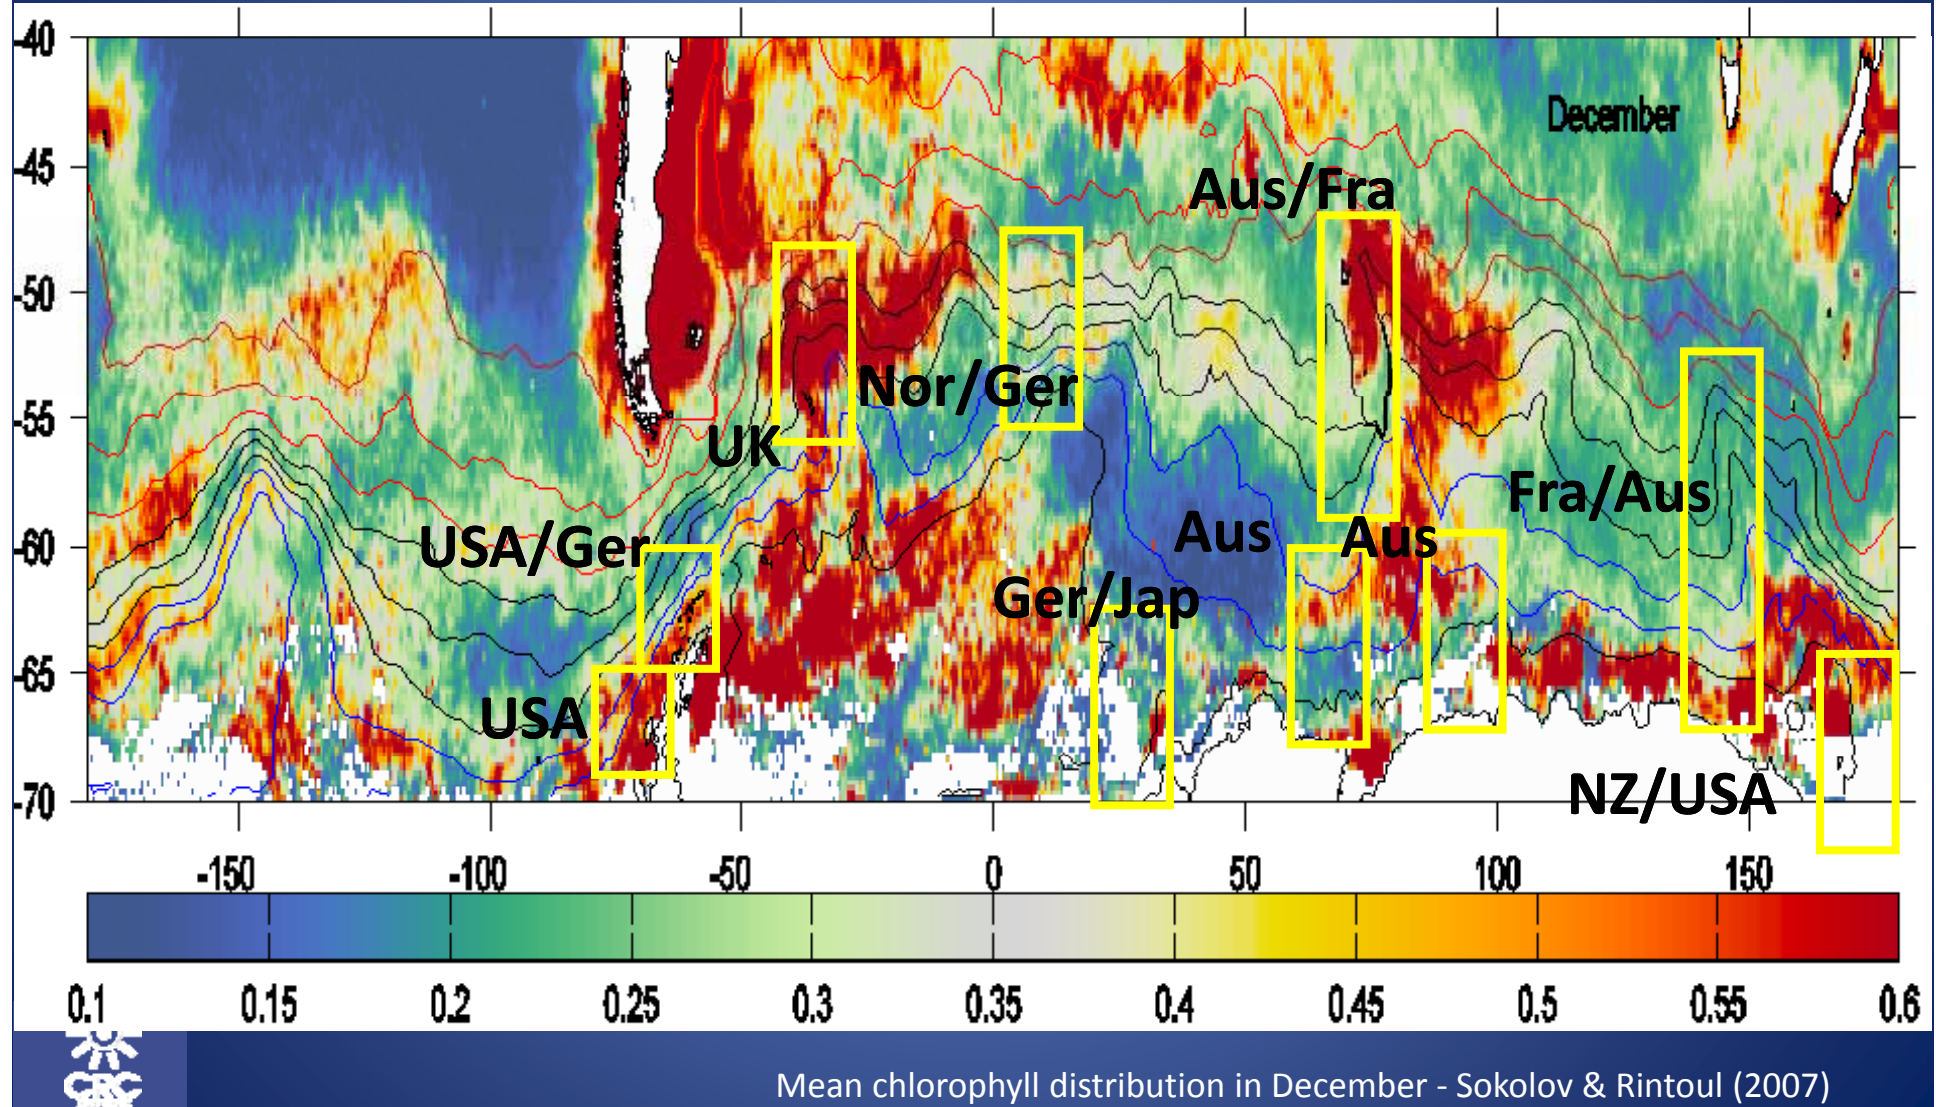 -40
December
-45
Aus/Fra
-50
Nor/Ger
-55
UK
Fra/Aus
USA/Ger
Aus
Aus
-60
Ger/Jap
-65
USA
NZ/USA
-70
-150 -100 -50 0 50 100 150
0.1 0.15 0.2 0.25 0.3 0.35 0.4 0.45 0.5 0.55 0.6
CRC
Mean chlorophyll distribution in December - Sokolov & Rintoul (2007)